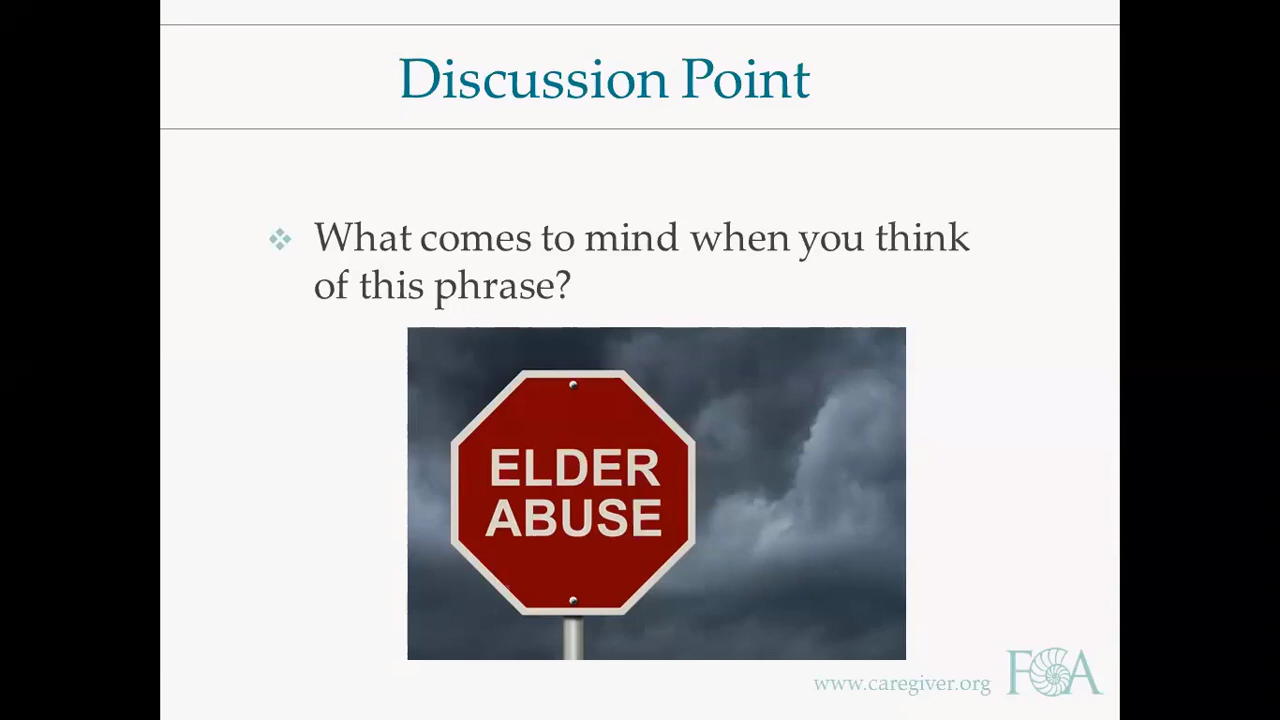 Discussion Point
What comes to mind when you think
of this phrase?
ELDER
ABUSE
www.caregiver.org
FCA